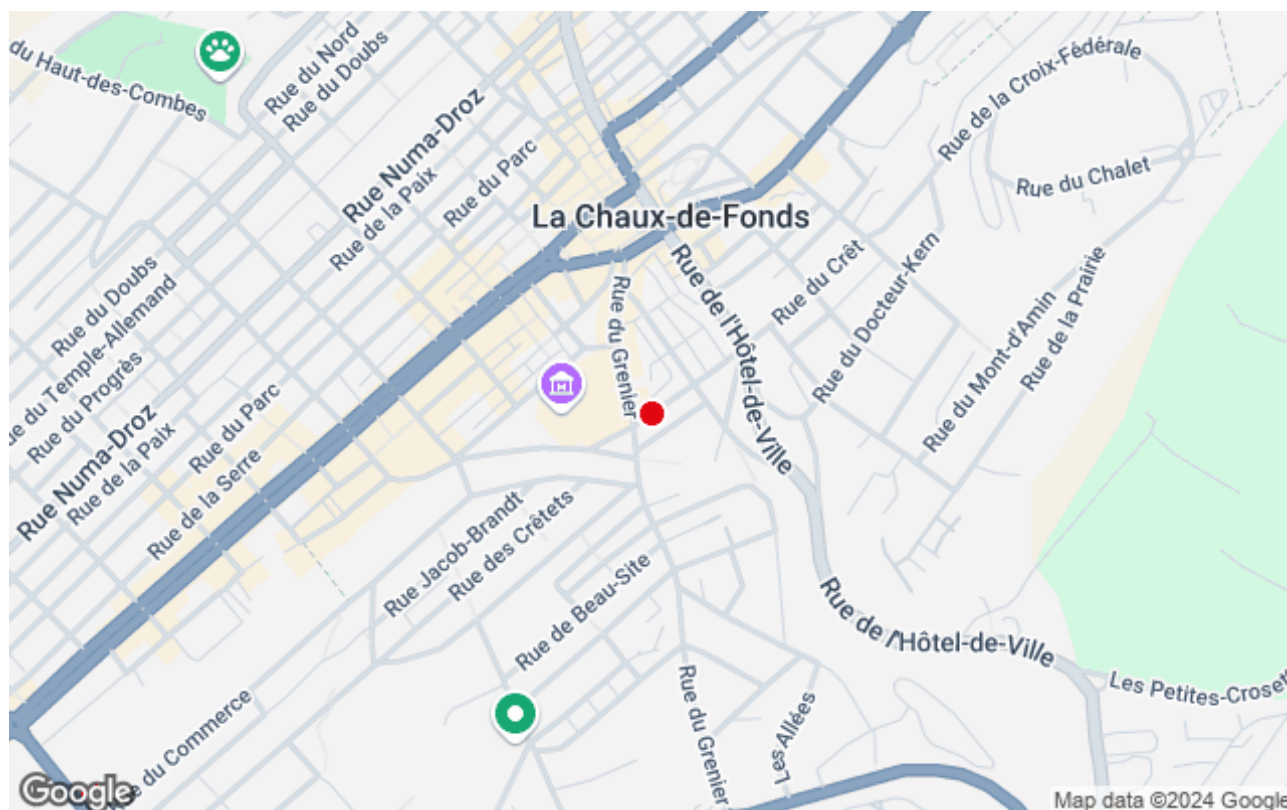 du Haut-des-Combes
Rue du Nord
Rue du Doubs
Rue Numa-Droz
Rue de la Paix
Rue du Parc
Rue de la Croix-Fédérale
Rue du Chalet
La Chaux-de-Fonds
Rue du Doubs
Rue du Temple-Allemand
Rue du Progrès
Rue Numa-Droz
Rue de la Paix
Rue du Parc
Rue de la Serre
Rue du Grenier
Rue de l'Hôtel-de-Ville
Rue du Crêt
Rue du Docteur-Kern
Rue du Mont-d'Amin
Rue de la Prairie
Rue Jacob-Brandt
Rue des Crêtets
Rue de Beau-Site
Rue de l'Hôtel-de-Ville
Les Petites-Croset
Rue du Commerce
Rue du Grenier
Les Allées
Google
Map data ©2024 Google